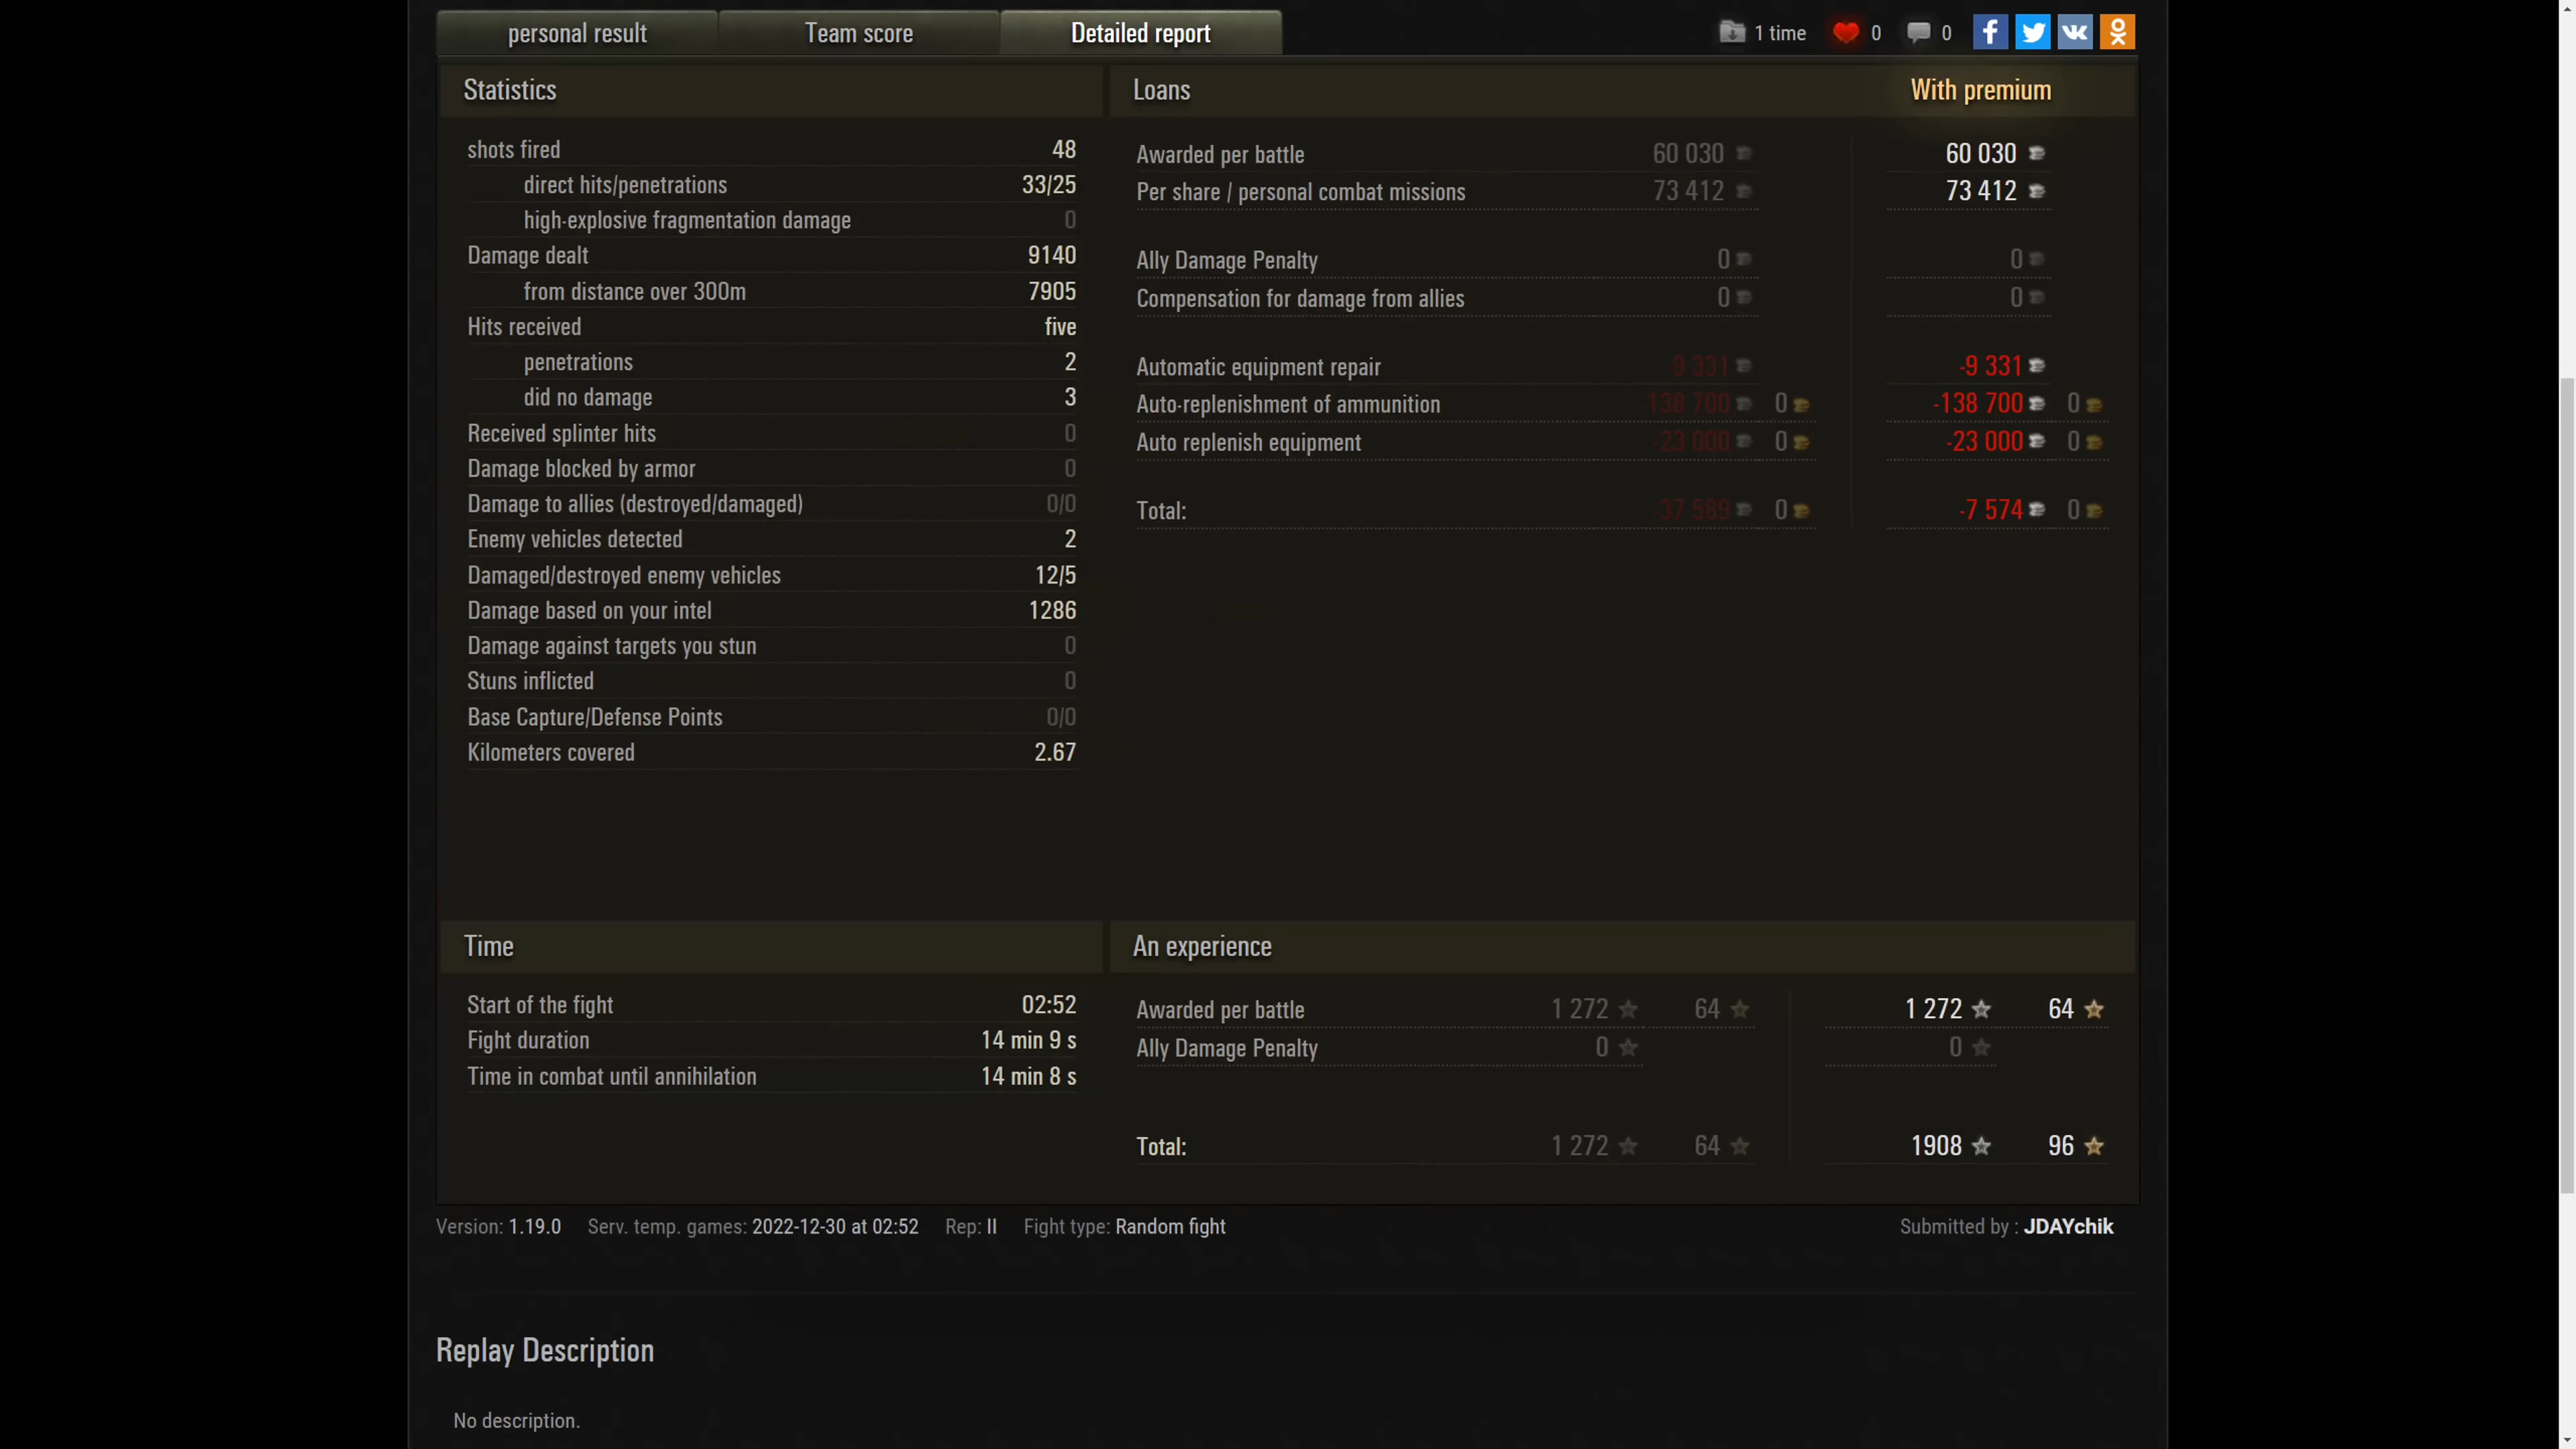 personal result
Team score
Detailed report
1 time
0
0
Statistics
shots fired 48
direct hits/penetrations 33/25
high-explosive fragmentation damage 0
Damage dealt 9140
from distance over 300m 7905
Hits received five
penetrations 2
did no damage 3
Received splinter hits 0
Damage blocked by armor 0
Damage to allies (destroyed/damaged) 0/0
Enemy vehicles detected 2
Damaged/destroyed enemy vehicles 12/5
Damage based on your intel 1286
Damage against targets you stun 0
Stuns inflicted 0
Base Capture/Defense Points 0/0
Kilometers covered 2.67
Loans With premium
Awarded per battle 60 030 60 030
Per share / personal combat missions 73 412 73 412
Ally Damage Penalty 0 0
Compensation for damage from allies 0 0
Automatic equipment repair -9 331 -9 331
Auto-replenishment of ammunition -138 700 0 -138 700 0
Auto replenish equipment -23 000 0 -23 000 0
Total: -37 589 0 -7 574 0
Time
Start of the fight 02:52
Fight duration 14 min 9 s
Time in combat until annihilation 14 min 8 s
An experience
Awarded per battle 1 272 64 1 272 64
Ally Damage Penalty 0 0
Total: 1 272 64 1908 96
Version: 1.19.0 Serv. temp. games: 2022-12-30 at 02:52 Rep: II Fight type: Random fight Submitted by : JDAYchik
Replay Description
No description.